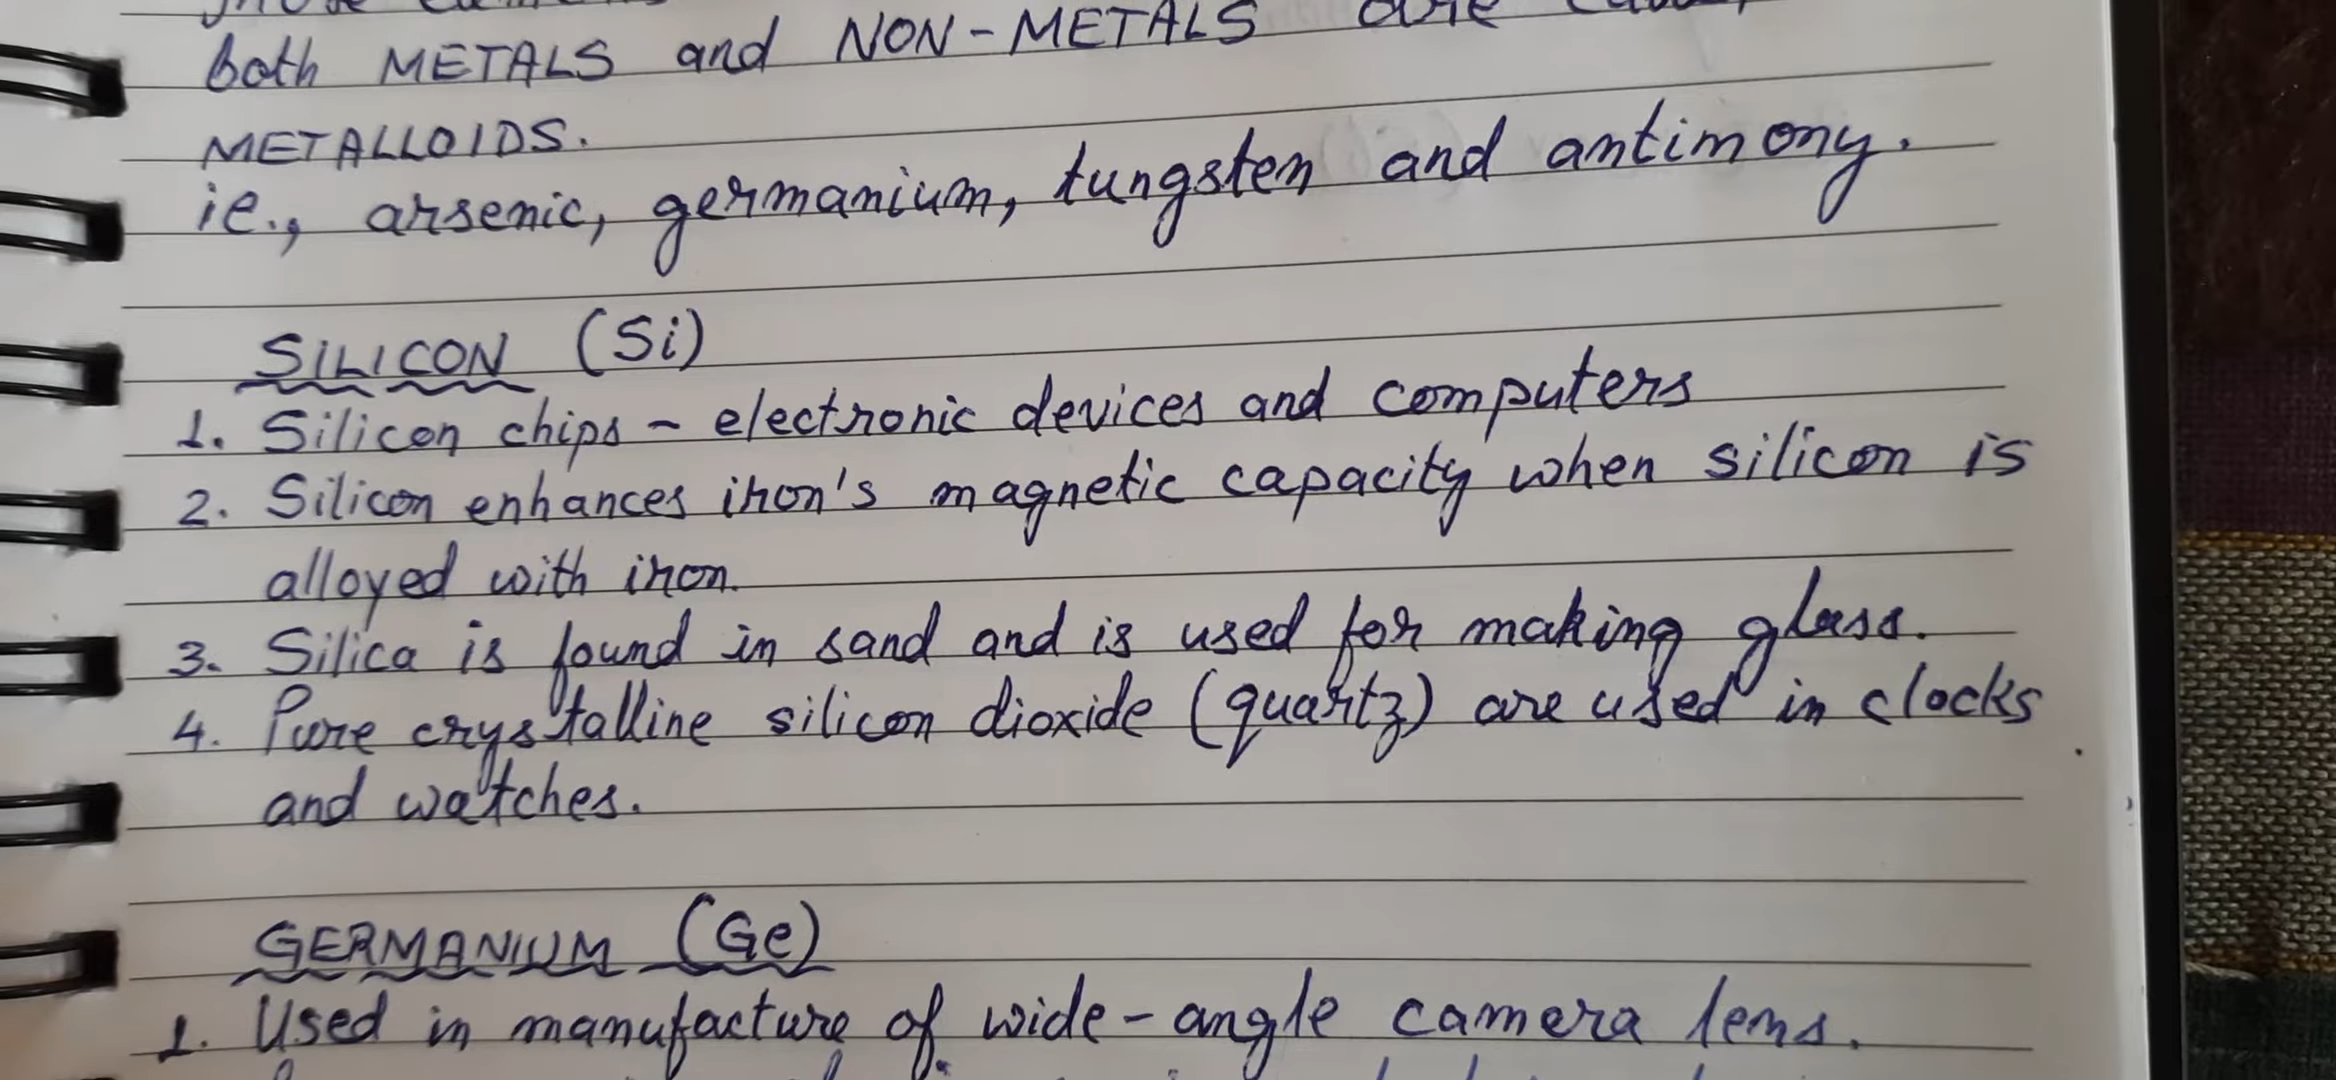 both METALS and NON-METALS are
METALLOIDS.
ie., arsenic, germanium, tungsten and antimony.
SILICON (Si)
1. Silicon chips - electronic devices and computers
2. Silicon enhances iron's magnetic capacity when silicon is
alloyed with iron.
3. Silica is found in sand and is used for making glass.
4. Pure crystalline silicon dioxide (quartz) are used in clocks
and watches.
GERMANIUM (Ge)
1. Used in manufacture of wide-angle camera lens.